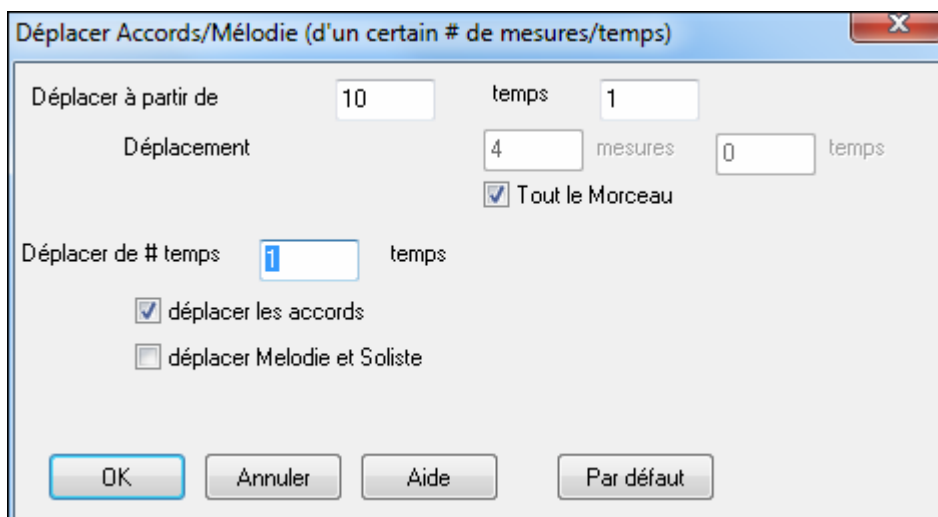 Déplacer Accords/Mélodie (d'un certain # de mesures/temps)
Déplacer à partir de 10 temps 1
Déplacement 4 mesures 0 temps
Tout le Morceau
Déplacer de # temps 1 temps
déplacer les accords
déplacer Melodie et Soliste
OK Annuler Aide Par défaut